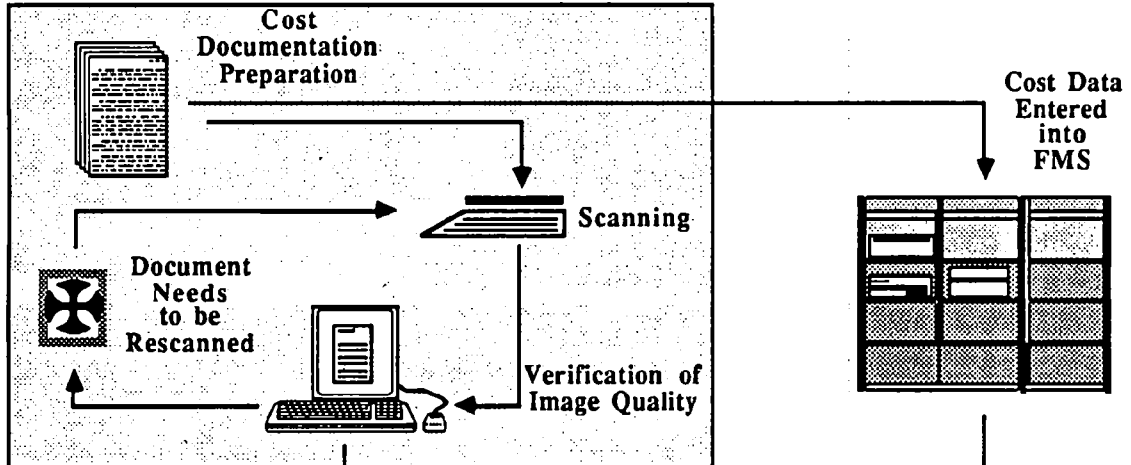 Cost
Documentation
Preparation
Cost Data
Entered
into
FMS
Scanning
Document
Needs
to be
Rescanned
Verification of
Image Quality